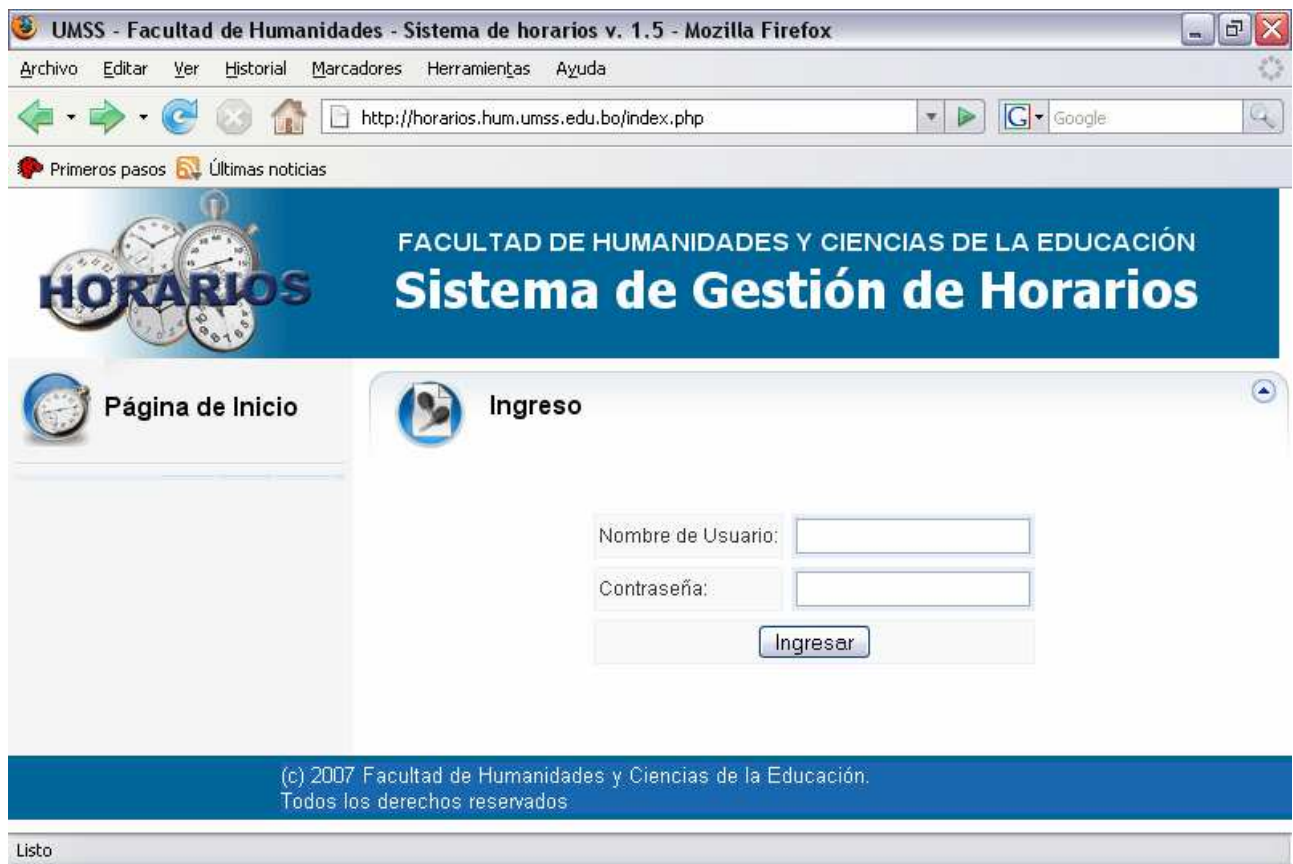 UMSS - Facultad de Humanidades - Sistema de horarios v. 1.5 - Mozilla Firefox
Archivo Editar Ver Historial Marcadores Herramientas Ayuda
http://horarios.hum.umss.edu.bo/index.php
G Google
Primeros pasos Últimas noticias
HORARIOS
FACULTAD DE HUMANIDADES Y CIENCIAS DE LA EDUCACIÓN
Sistema de Gestión de Horarios
Página de Inicio
Ingreso
Nombre de Usuario:
Contraseña:
Ingresar
(c) 2007 Facultad de Humanidades y Ciencias de la Educación.
Todos los derechos reservados
Listo